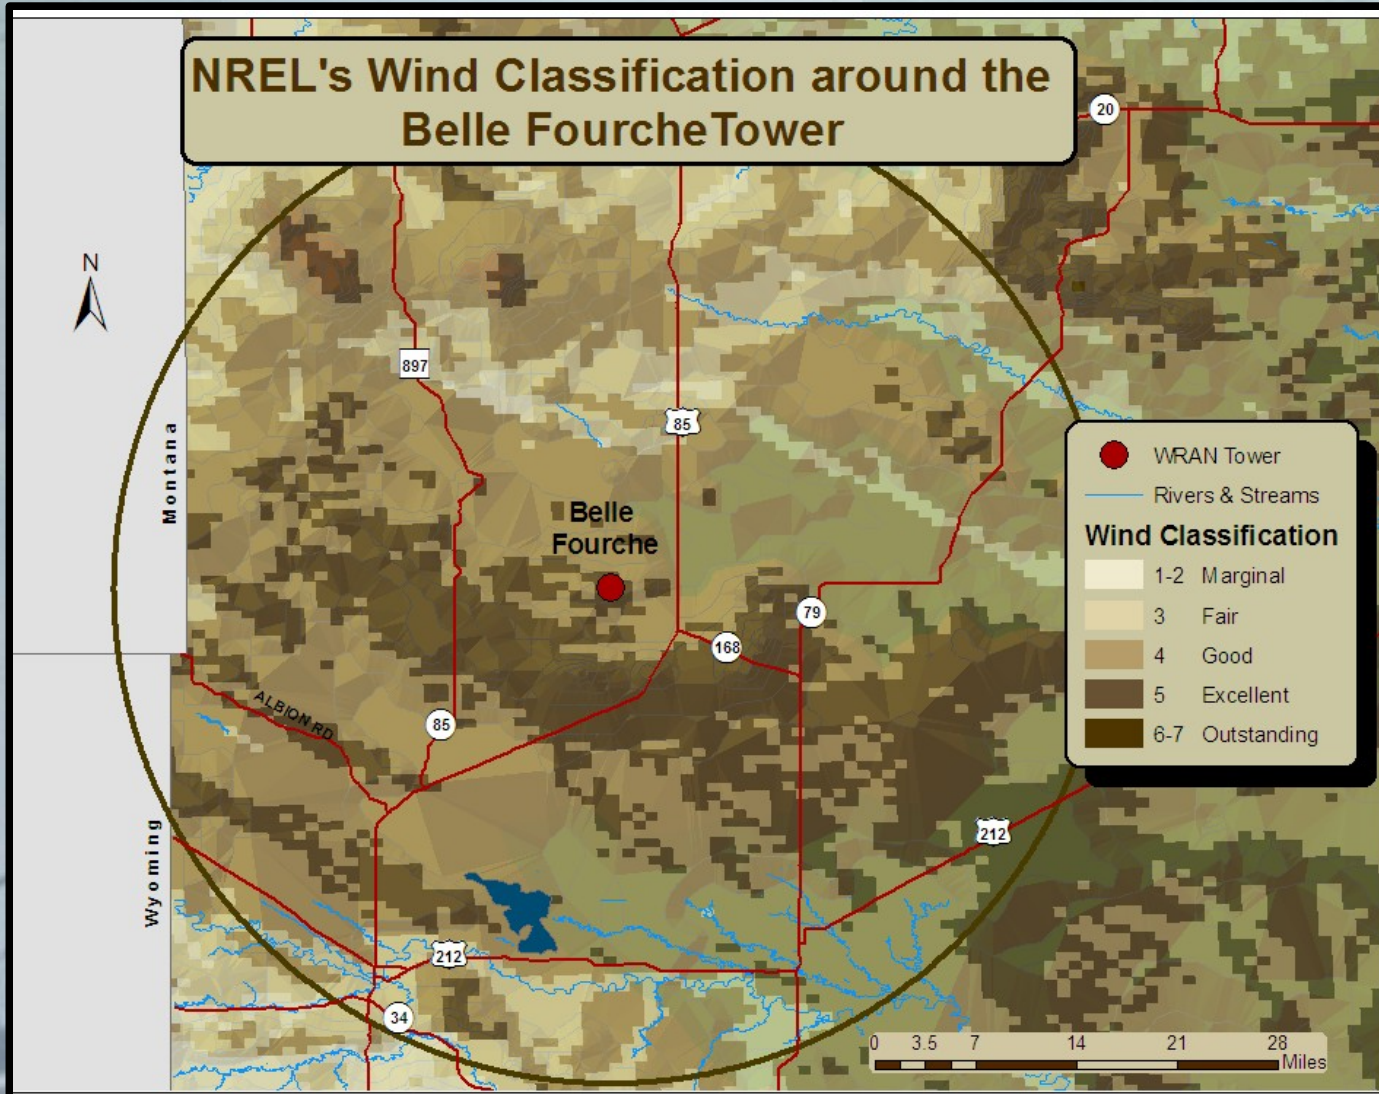 NREL's Wind Classification around the
Belle FourcheTower
20
N
897
85
Montana
Belle
Fourche
WRAN Tower
Rivers & Streams
Wind Classification
1-2 Marginal
3 Fair
4 Good
5 Excellent
6-7 Outstanding
79
168
ALBION RD
85
Wyoming
212
212
34
0 3.5 7 14 21 28
Miles